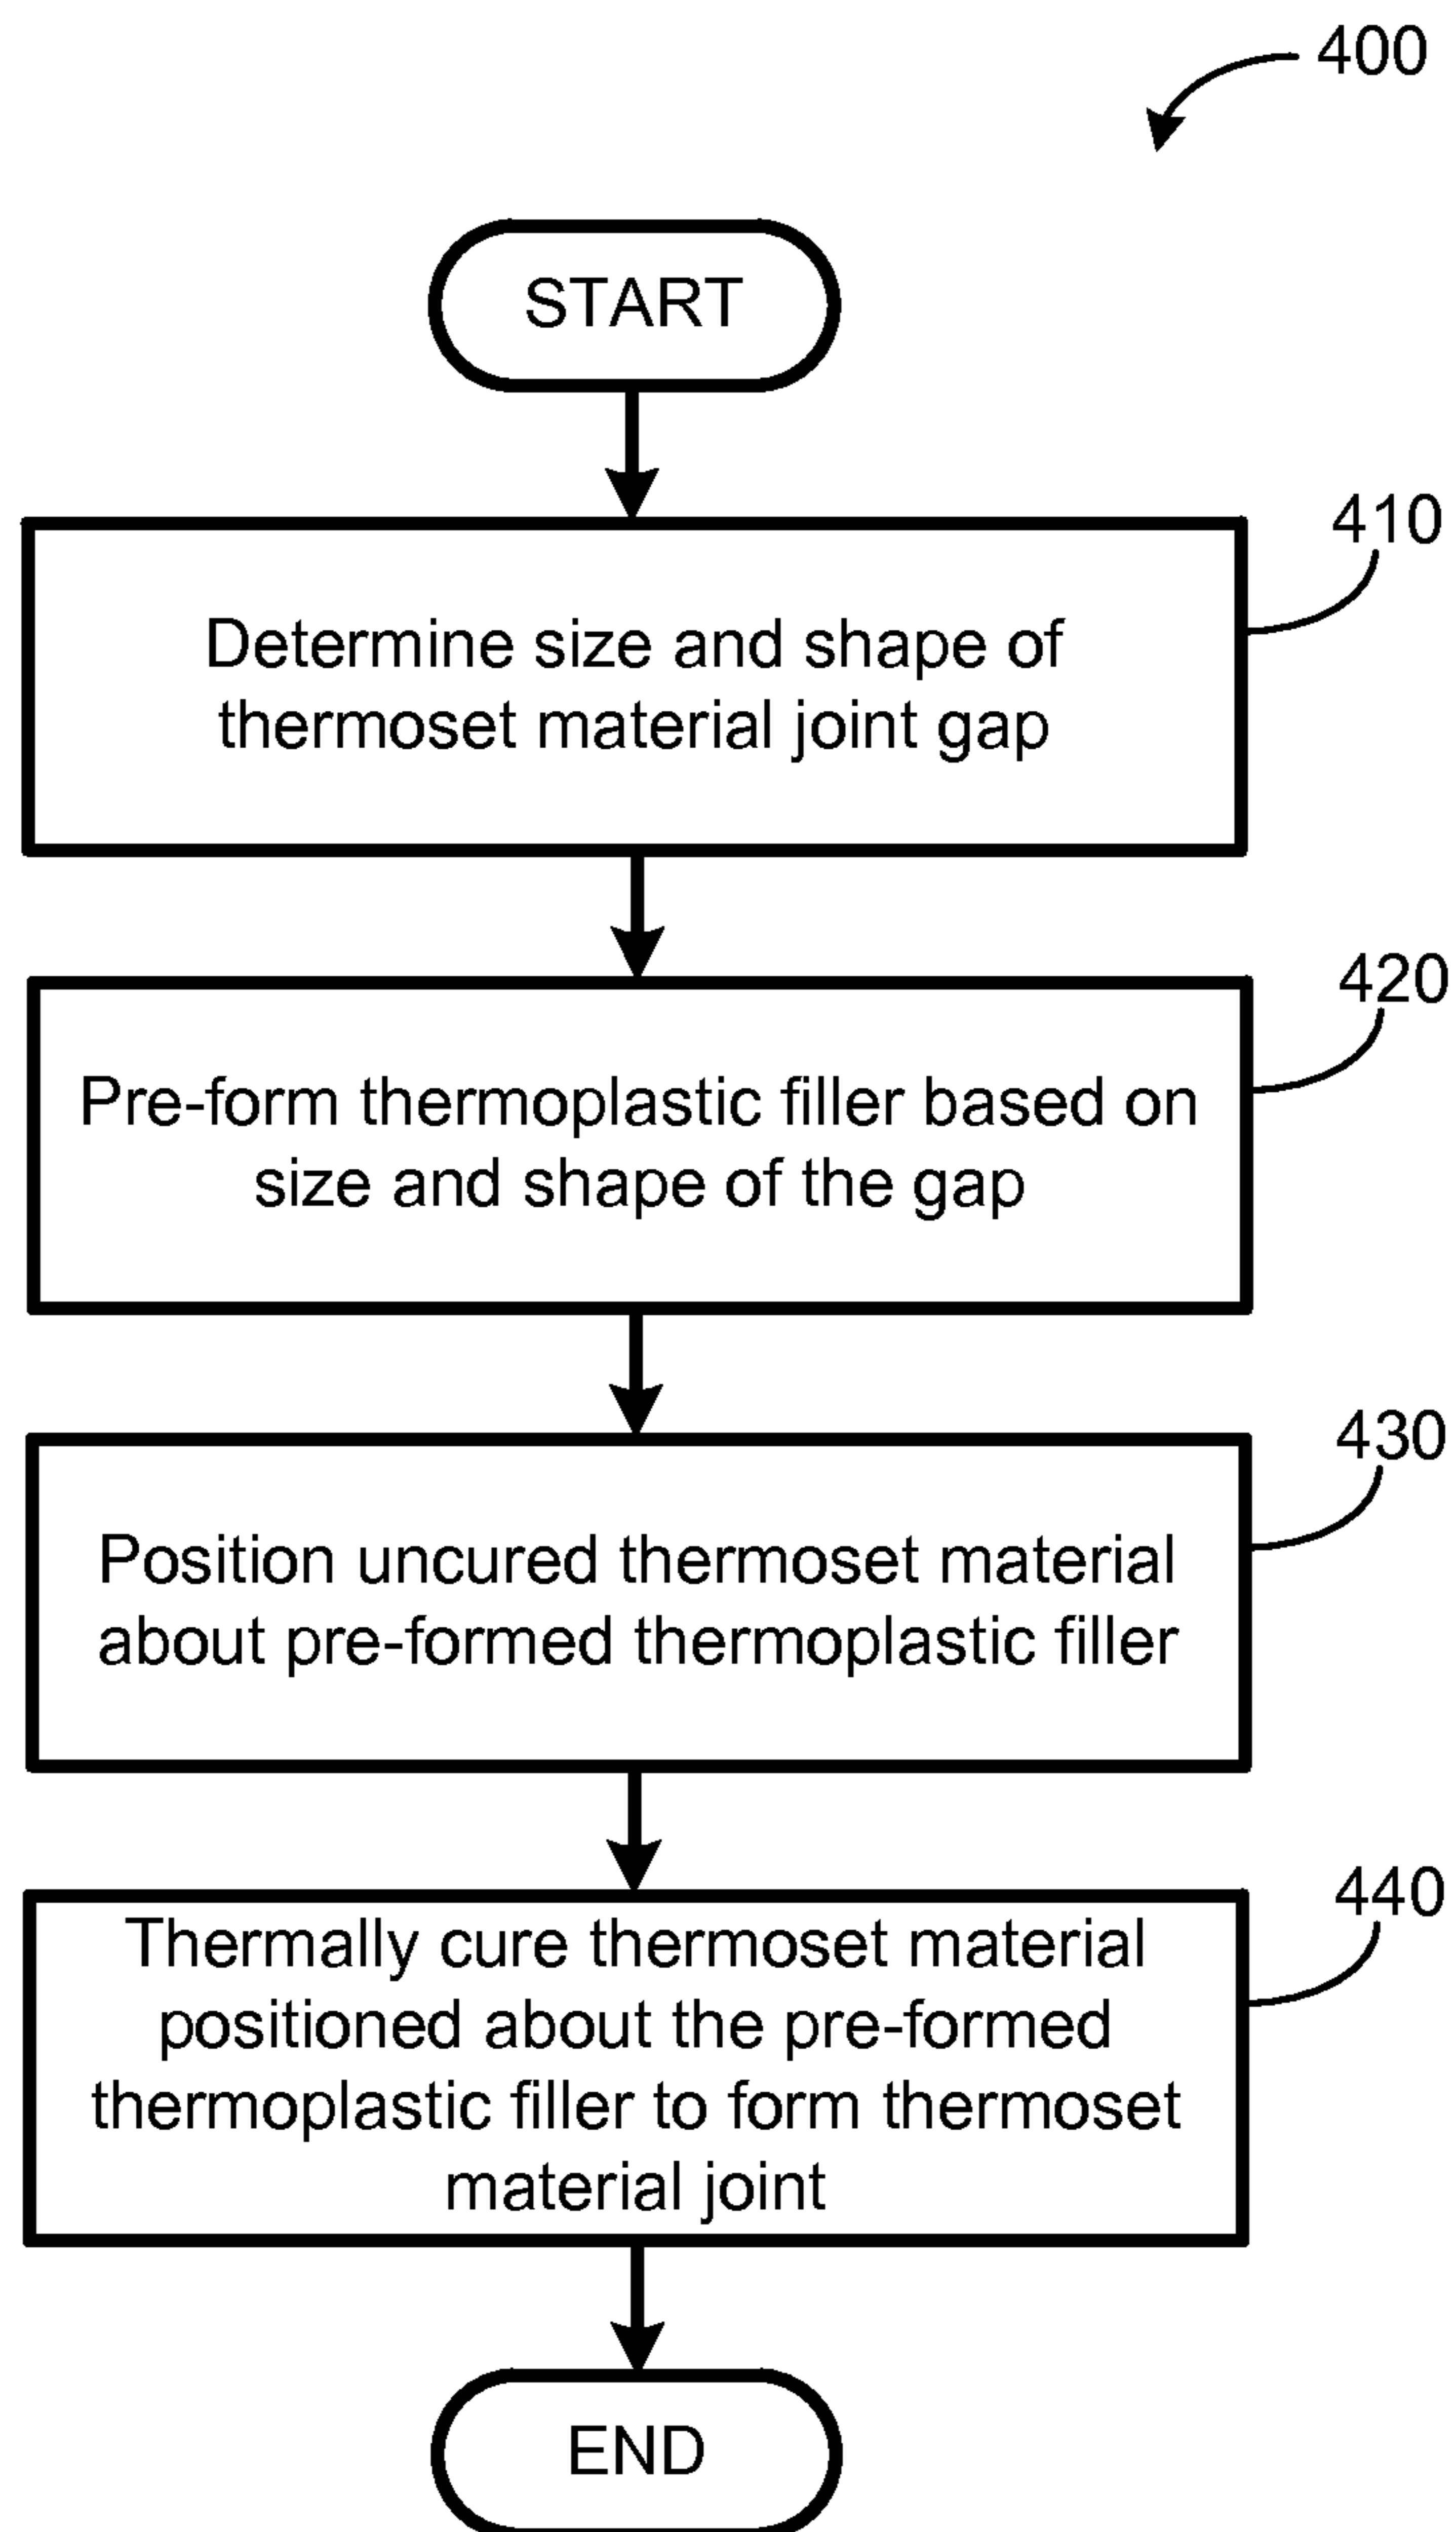 400
START
410
Determine size and shape of
thermoset material joint gap
420
Pre-form thermoplastic filler based on
size and shape of the gap
430
Position uncured thermoset material
about pre-formed thermoplastic filler
440
Thermally cure thermoset material
positioned about the pre-formed
thermoplastic filler to form thermoset
material joint
END